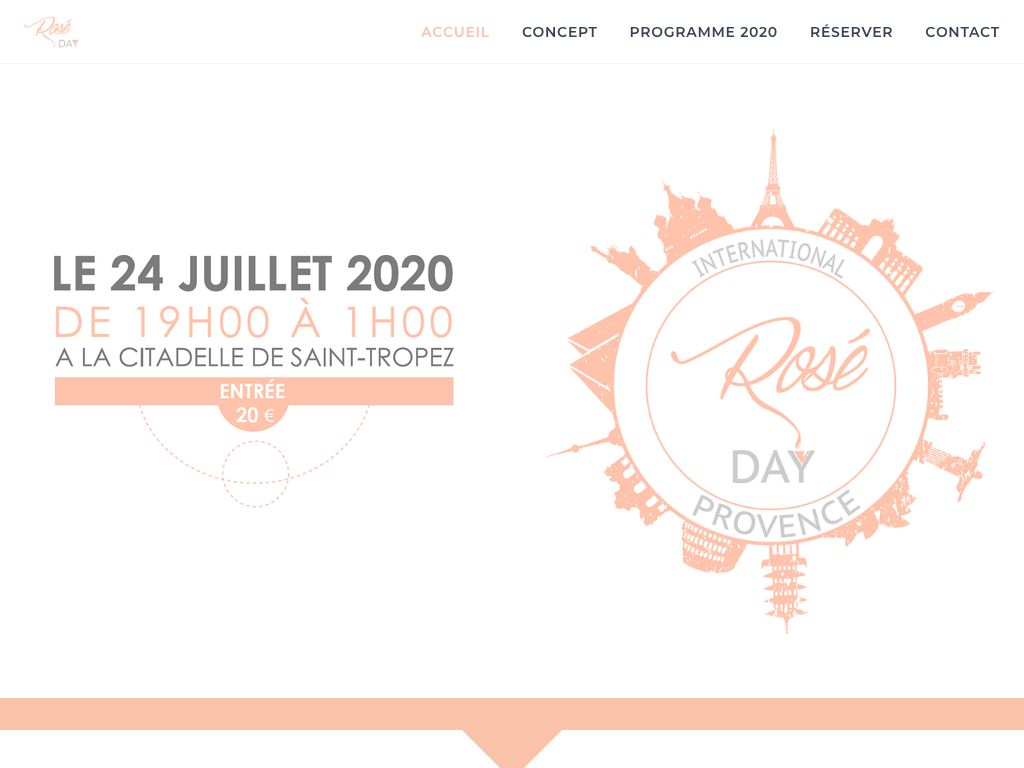 Rosé
DAY
ACCUEIL CONCEPT PROGRAMME 2020 RÉSERVER CONTACT
LE 24 JUILLET 2020
DE 19H00 À 1H00
A LA CITADELLE DE SAINT-TROPEZ
ENTRÉE
20 €
INTERNATIONAL
Rosé
DAY
PROVENCE